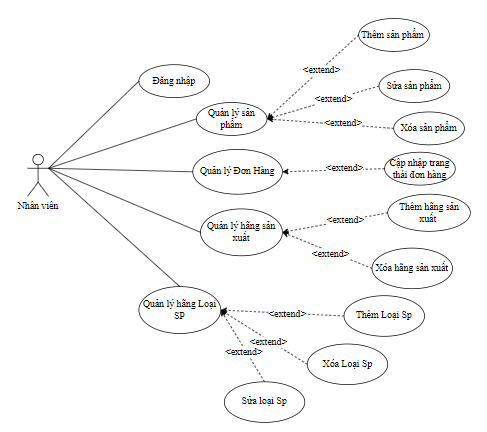 Thêm sản phẩm
<extend>
Đăng nhập
Sửa sản phẩm
<extend>
Quản lý sản
phẩm
<extend>
Xóa sản phẩm
Quản lý Đơn Hàng
<extend>
Cập nhập trang
thái đơn hàng
Nhân viên
Thêm hãng sản
xuất
<extend>
Quản lý hãng sản
xuất
<extend>
Xóa hãng sản xuất
Quản lý hãng Loại
SP
<extend>
Thêm Loại Sp
<extend>
<extend>
Xóa Loại Sp
Sửa loại Sp